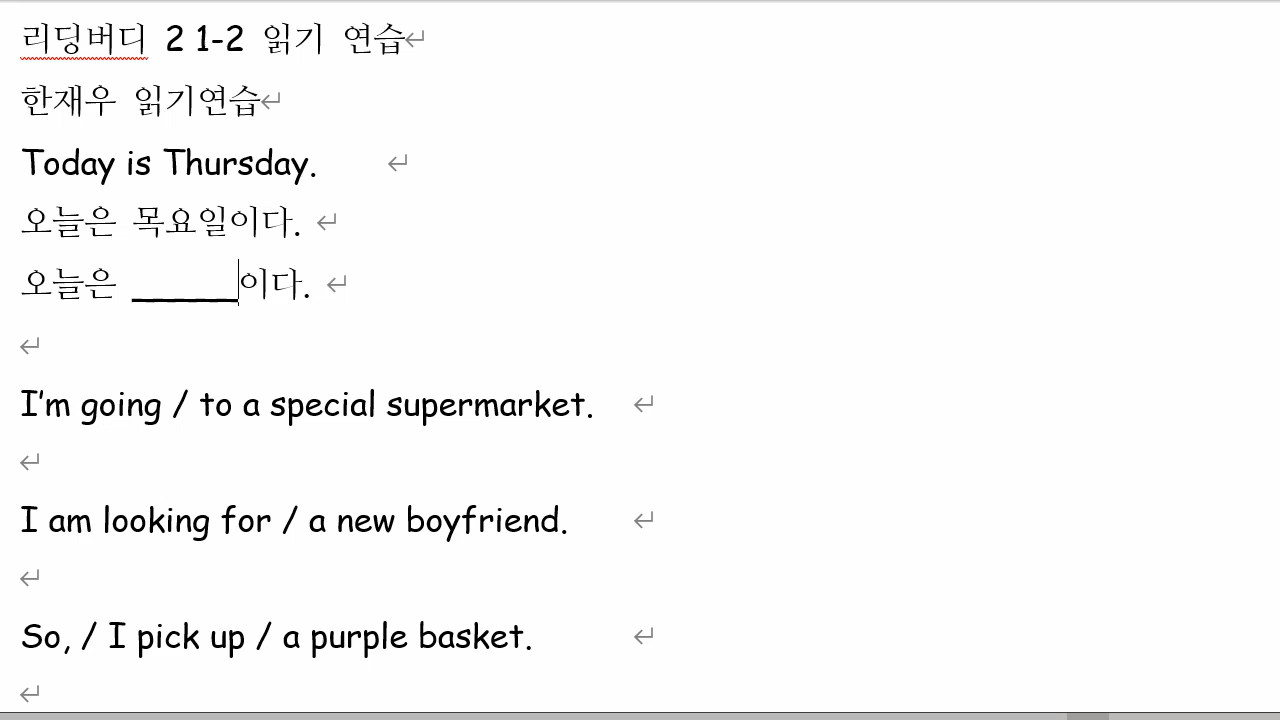 리딩버디 2 1-2 읽기 연습
한재우 읽기연습
Today is Thursday.
오늘은 목요일이다.
오늘은 ______이다.
I'm going / to a special supermarket.
I am looking for / a new boyfriend.
So, / I pick up / a purple basket.